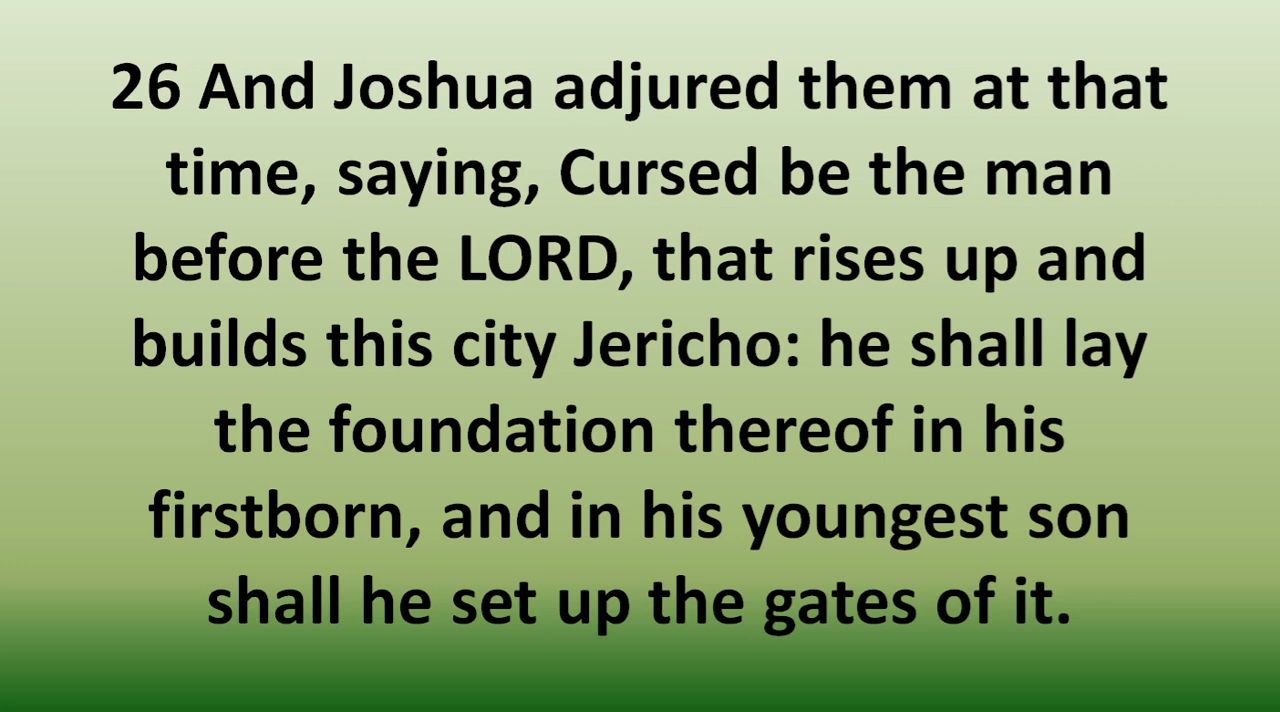 26 And Joshua adjured them at that
time, saying, Cursed be the man
before the LORD, that rises up and
builds this city Jericho: he shall lay
the foundation thereof in his
firstborn, and in his youngest son
shall he set up the gates of it.